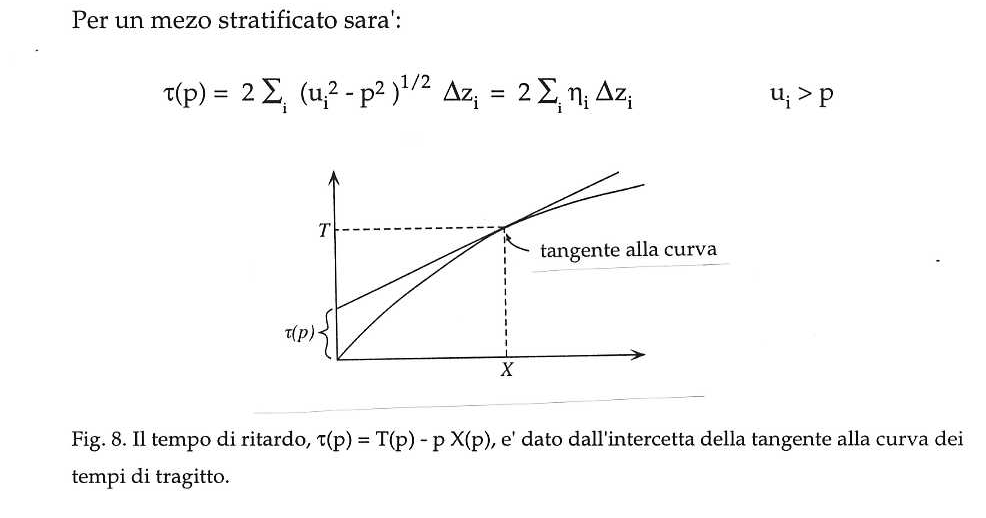 Per un mezo stratificato sara':
τ(p) = 2 Σᵢ (uᵢ² - p² )^1/2 Δzᵢ = 2 Σᵢ ηᵢ Δzᵢ uᵢ > p
T
tangente alla curva
τ(p)
X
Fig. 8. Il tempo di ritardo, τ(p) = T(p) - p X(p), e' dato dall'intercetta della tangente alla curva dei
tempi di tragitto.